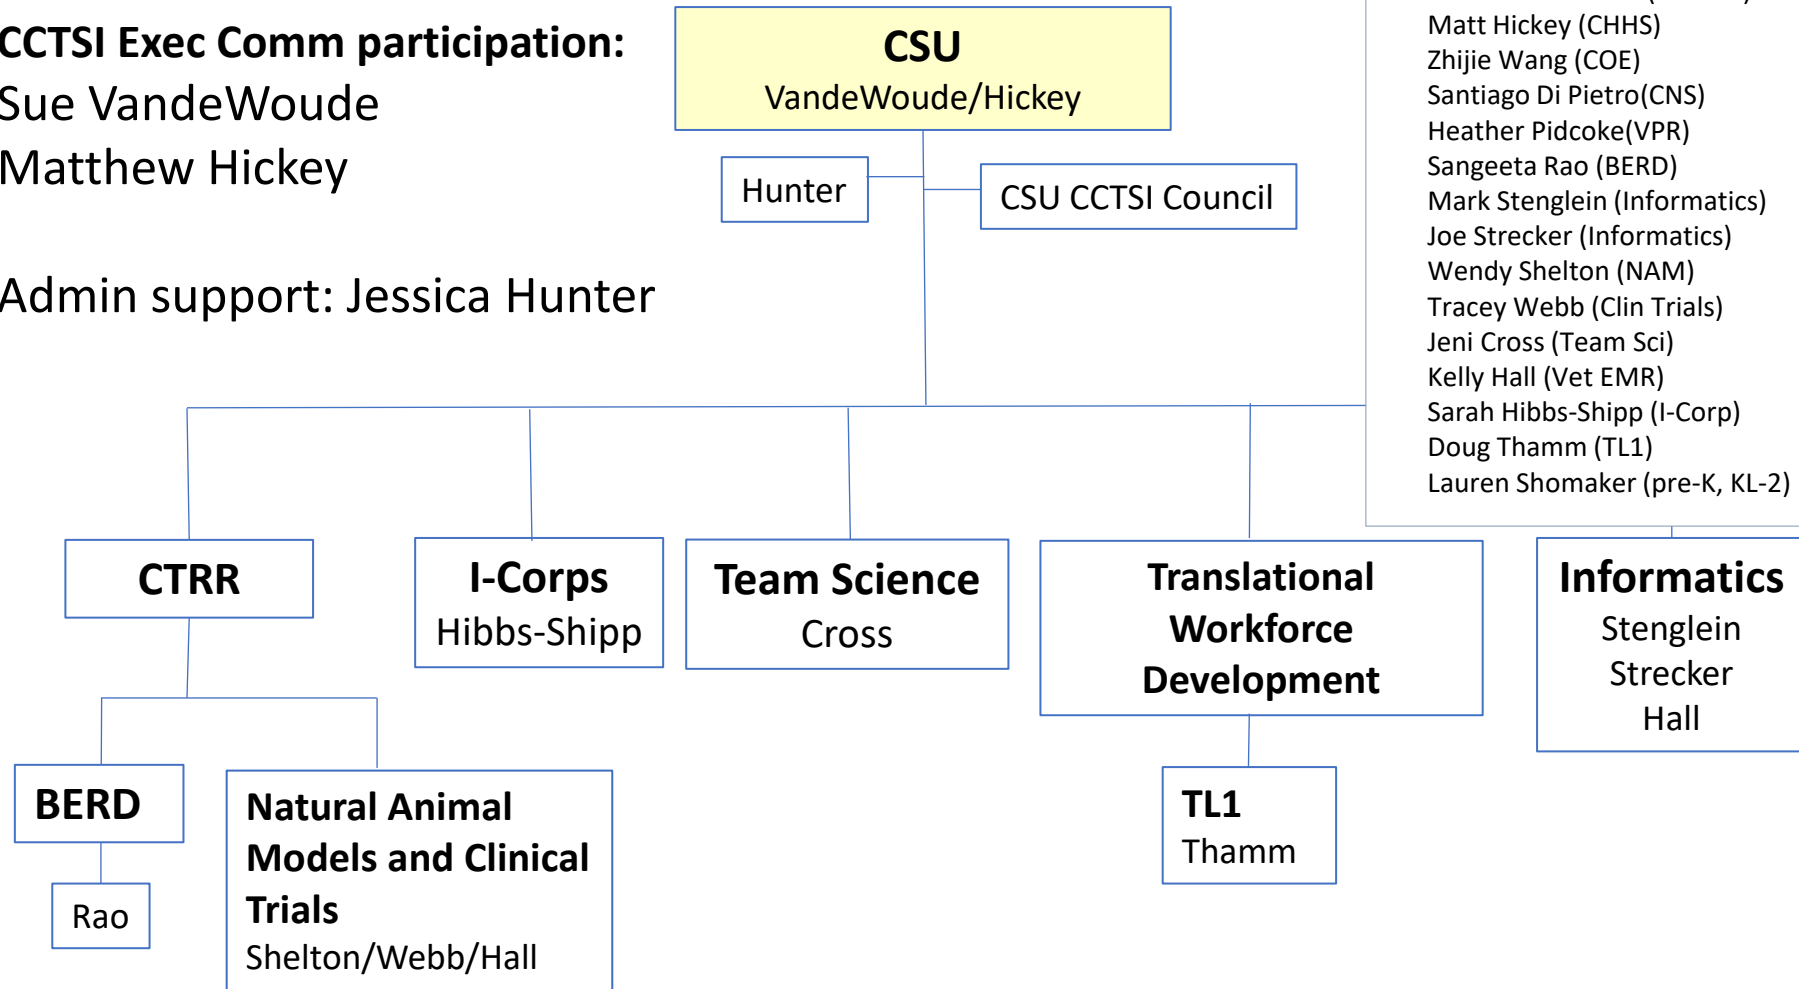 CCTSI Exec Comm participation:
Sue VandeWoude
Matthew Hickey
Admin support: Jessica Hunter
CSU
VandeWoude/Hickey
Hunter
CSU CCTSI Council
Matt Hickey (CHHS)
Zhijie Wang (COE)
Santiago Di Pietro(CNS)
Heather Pidcoke(VPR)
Sangeeta Rao (BERD)
Mark Stenglein (Informatics)
Joe Strecker (Informatics)
Wendy Shelton (NAM)
Tracey Webb (Clin Trials)
Jeni Cross (Team Sci)
Kelly Hall (Vet EMR)
Sarah Hibbs-Shipp (I-Corp)
Doug Thamm (TL1)
Lauren Shomaker (pre-K, KL-2)
CTRR
I-Corps
Hibbs-Shipp
Team Science
Cross
Translational
Workforce
Development
Informatics
Stenglein
Strecker
Hall
BERD
Rao
Natural Animal
Models and Clinical
Trials
Shelton/Webb/Hall
TL1
Thamm